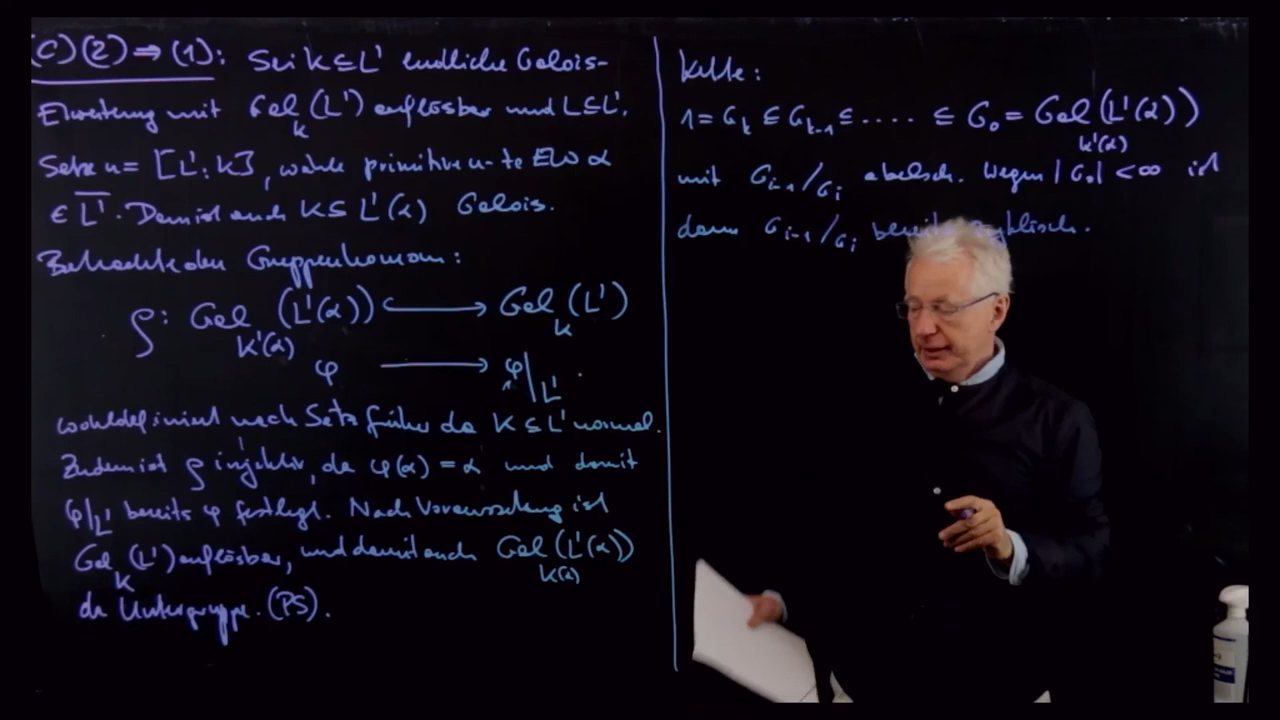 (C) (2) ⇒ (1): Sei K ⊆ L' endliche Galois-
Erweiterung mit Gal_K (L') auflösbar und L ⊆ L'.
Setze n = [L':K], wähle primitive n-te EW α
∈ \overline{L'}. Dann ist auch K ⊆ L'(α) Galois.
Betrachte den Gruppenhomom:
ρ: Gal_{K'(α)} (L'(α)) ↪ Gal_K (L')
φ ⟶ φ|_{L'}.
wohldefiniert nach Satz früher da K ⊆ L' normal.
Zudem ist ρ injektiv, da φ(α) = α und damit
φ|_{L'} bereits φ festlegt. Nach Voraussetzung ist
Gal_K (L') auflösbar, und damit auch Gal_{K(α)} (L'(α))
da Untergruppe. (PS).
Kette:
1 = G_k ⊆ G_{k-1} ⊆ .... ⊆ G_0 = Gal_{K'(α)} (L'(α))
mit G_{i-1}/G_i abelsch. Wegen |G_0| < ∞ ist
dann G_{i-1}/G_i bereits zyklisch.